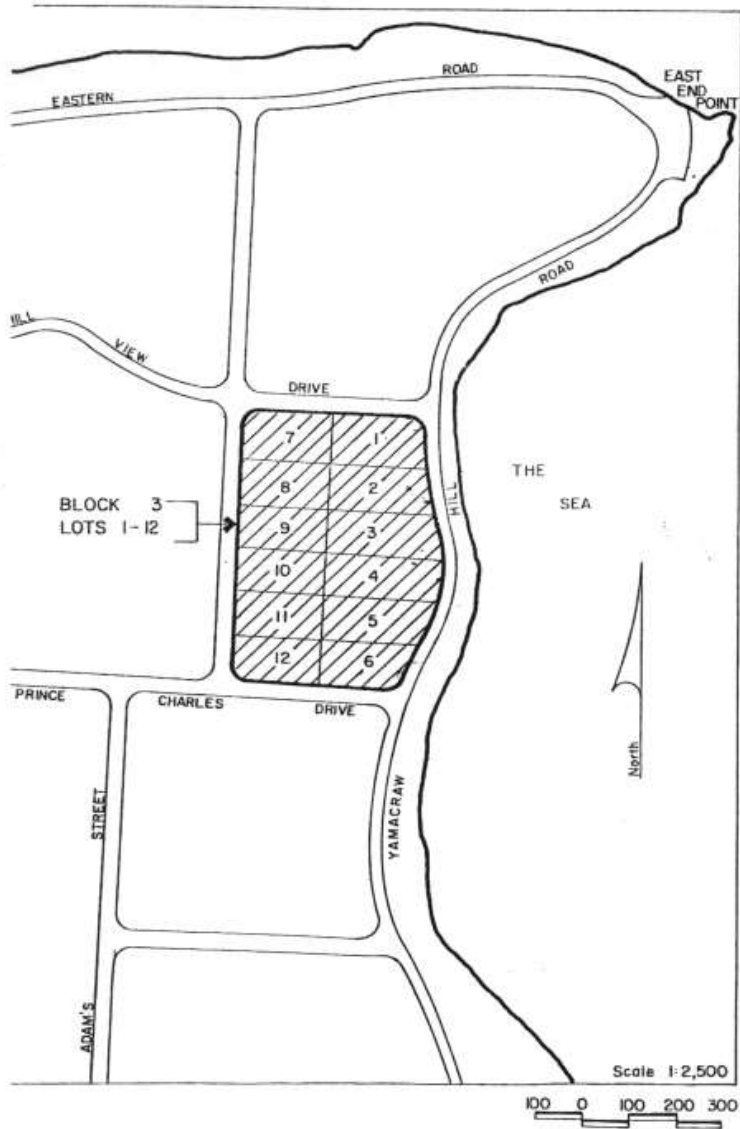 EASTERN ROAD
EAST
END
POINT
ROAD
VIEW
DRIVE
7 1
8 2
BLOCK 3
LOTS 1-12
9 3
10 4
11 5
12 6
HILL
THE
SEA
PRINCE CHARLES DRIVE
North
STREET
ADAM'S
YAMACRAW
Scale 1:2,500
100 0 100 200 300